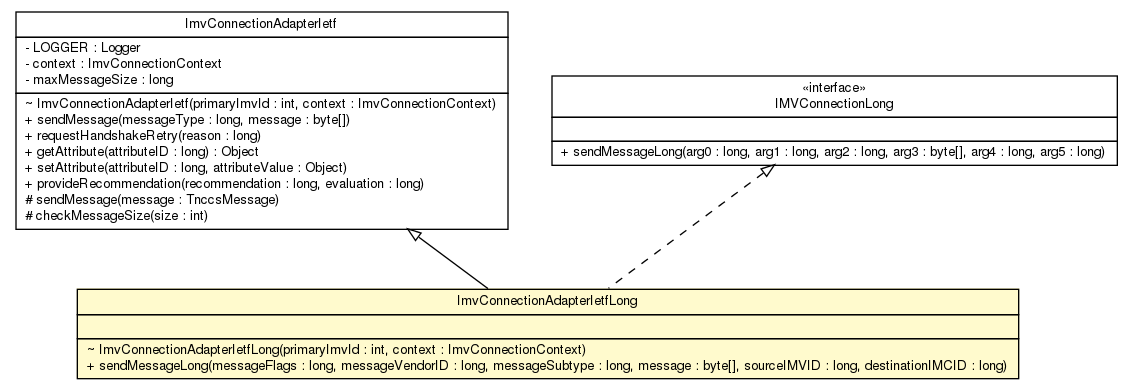 ImvConnectionAdapterIetf
- LOGGER : Logger
- context : ImvConnectionContext
- maxMessageSize : long
~ ImvConnectionAdapterIetf(primaryImvId : int, context : ImvConnectionContext)
+ sendMessage(messageType : long, message : byte[])
+ requestHandshakeRetry(reason : long)
+ getAttribute(attributeID : long) : Object
+ setAttribute(attributeID : long, attributeValue : Object)
+ provideRecommendation(recommendation : long, evaluation : long)
# sendMessage(message : TnccsMessage)
# checkMessageSize(size : int)
«interface»
IMVConnectionLong
+ sendMessageLong(arg0 : long, arg1 : long, arg2 : long, arg3 : byte[], arg4 : long, arg5 : long)
ImvConnectionAdapterIetfLong
~ ImvConnectionAdapterIetfLong(primaryImvId : int, context : ImvConnectionContext)
+ sendMessageLong(messageFlags : long, messageVendorID : long, messageSubtype : long, message : byte[], sourceIMVID : long, destinationIMCID : long)